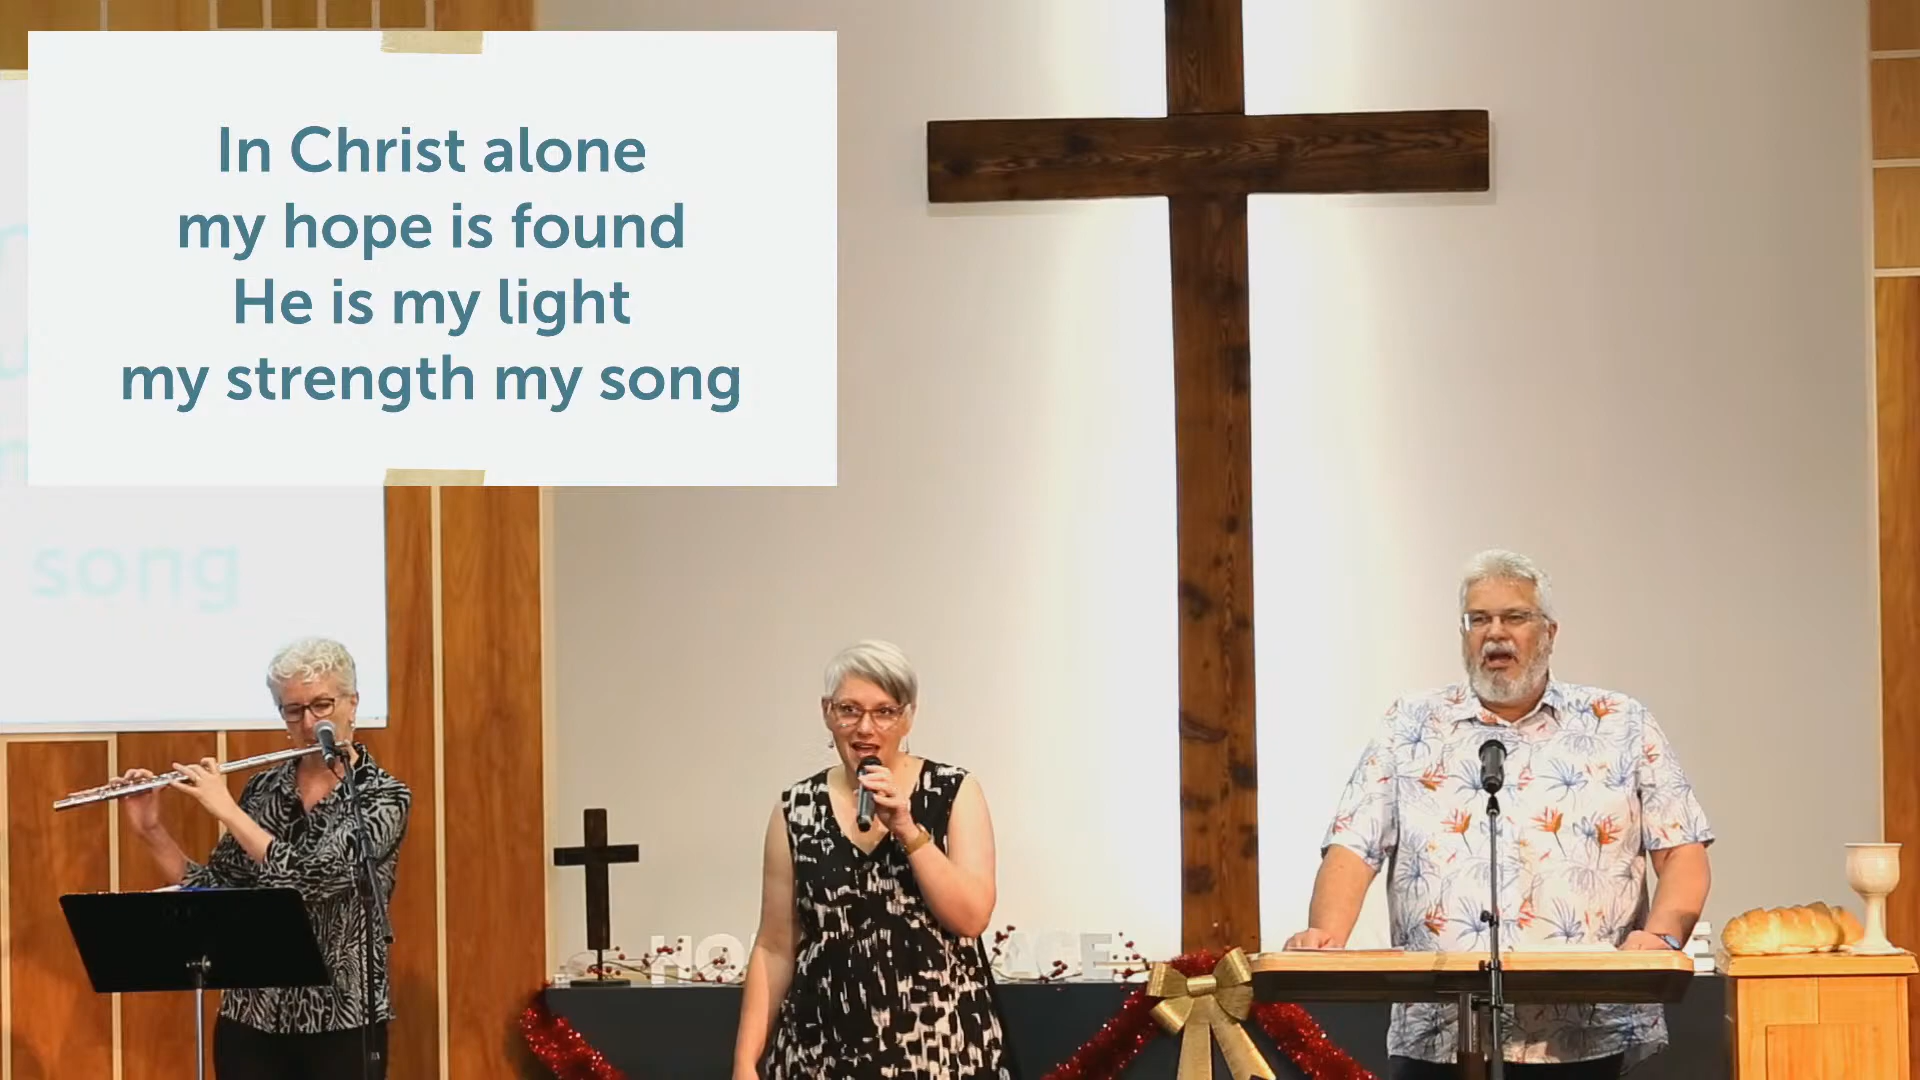 In Christ alone
my hope is found
He is my light
my strength my song
song